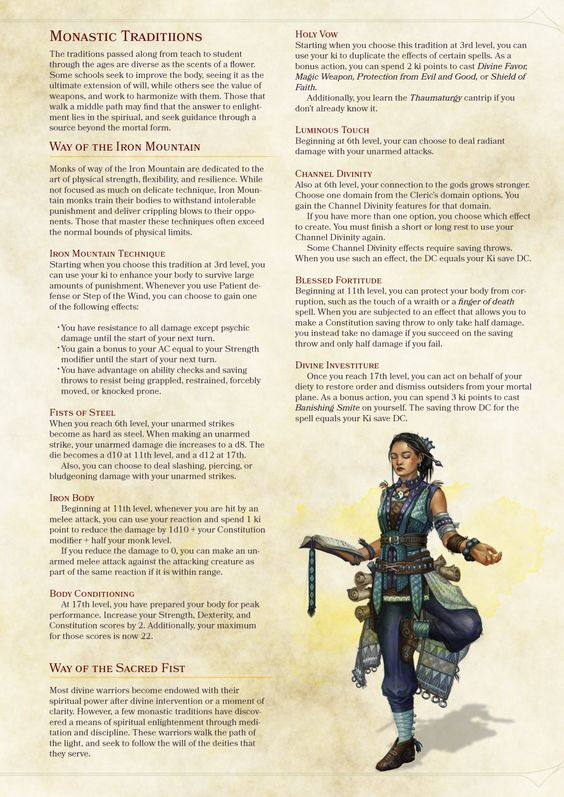 Monastic Traditiions
The traditions passed along from teach to student
through the ages are diverse as the scents of a flower.
Some schools seek to improve the body, seeing it as the
ultimate extension of will, while others see the value of
weapons, and work to harmonize with them. Those that
walk a middle path may find that the answer to enlight-
ment lies in the spiriual, and seek guidance through a
source beyond the mortal form.
Way of the Iron Mountain
Monks of way of the Iron Mountain are dedicated to the
art of physical strength, flexibility, and resilience. While
not focused as much on delicate technique, Iron Moun-
tain monks train their bodies to withstand intolerable
punishment and deliver crippling blows to their oppo-
nents. Those that master these techniques often exceed
the normal bounds of physical limits.
Iron Mountain Technique
Starting when you choose this tradition at 3rd level, you
can use your ki to enhance your body to survive large
amounts of punishment. Whenever you use Patient de-
fense or Step of the Wind, you can choose to gain one
of the following effects:
·You have resistance to all damage except psychic
damage until the start of your next turn.
·You gain a bonus to your AC equal to your Strength
modifier until the start of your next turn.
·You have advantage on ability checks and saving
throws to resist being grappled, restrained, forcebly
moved, or knocked prone.
Fists of Steel
When you reach 6th level, your unarmed strikes
become as hard as steel. When making an unarmed
strike, your unarmed damage die increases to a d8. The
die becomes a d10 at 11th level, and a d12 at 17th.
Also, you can choose to deal slashing, piercing, or
bludgeoning damage with your unarmed strikes.
Iron Body
Beginning at 11th level, whenever you are hit by an
melee attack, you can use your reaction and spend 1 ki
point to reduce the damage by 1d10 + your Constitution
modifier + half your monk level.
If you reduce the damage to 0, you can make an un-
armed melee attack against the attacking creature as
part of the same reaction if it is within range.
Body Conditioning
At 17th level, you have prepared your body for peak
performance. Increase your Strength, Dexterity, and
Constitution scores by 2. Additionally, your maximum
for those scores is now 22.
Way of the Sacred Fist
Most divine warriors become endowed with their
spiritual power after divine intervention or a moment of
clarity. However, a few monastic traditions have discov-
ered a means of spiritual enlightenment through medi-
tation and discipline. These warriors walk the path of
the light, and seek to follow the will of the deities that
they serve.
Holy Vow
Starting when you choose this tradition at 3rd level, you can
use your ki to duplicate the effects of certain spells. As a
bonus action, you can spend 2 ki points to cast Divine Favor,
Magic Weapon, Protection from Evil and Good, or Shield of
Faith.
Additionally, you learn the Thaumaturgy cantrip if you
don't already know it.
Luminous Touch
Beginning at 6th level, your can choose to deal radiant
damage with your unarmed attacks.
Channel Divinity
Also at 6th level, your connection to the gods grows stronger.
Choose one domain from the Cleric's domain options. You
gain the Channel Divinity features for that domain.
If you have more than one option, you choose which effect
to create. You must finish a short or long rest to use your
Channel Divinity again.
Some Channel Divinity effects require saving throws.
When you use such an effect, the DC equals your Ki save DC.
Blessed Fortitude
Beginning at 11th level, you can protect your body from cor-
ruption, such as the touch of a wraith or a finger of death
spell. When you are subjected to an effect that allows you to
make a Constitution saving throw to only take half damage.
you instead take no damage if you succeed on the saving
throw and only half damage if you fail.
Divine Investiture
Once you reach 17th level, you can act on behalf of your
diety to restore order and dismiss outsiders from your mortal
plane. As a bonus action, you can spend 3 ki points to cast
Banishing Smite on yourself. The saving throw DC for the
spell equals your Ki save DC.